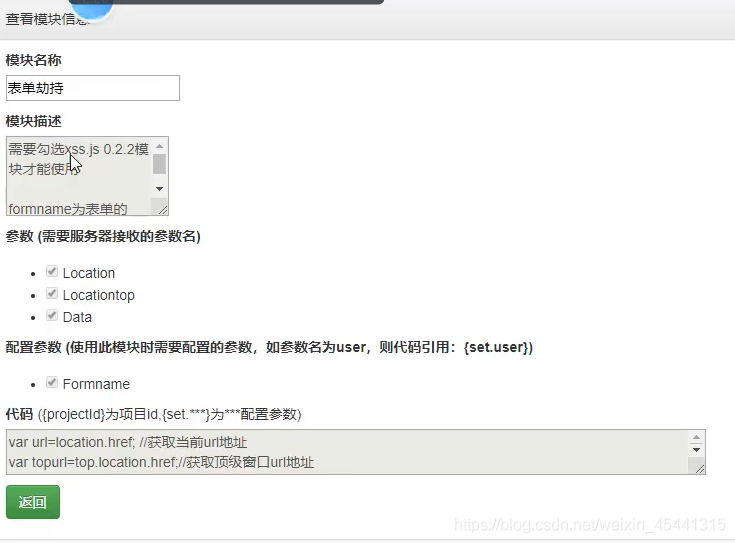 查看模块信息
模块名称
表单劫持
模块描述
需要勾选xss.js 0.2.2模
块才能使用
formname为表单的
参数 (需要服务器接收的参数名)
Location
Locationtop
Data
配置参数 (使用此模块时需要配置的参数，如参数名为user，则代码引用：{set.user})
Formname
代码 ({projectId}为项目id,{set.***}为***配置参数)
var url=location.href; //获取当前url地址
var topurl=top.location.href;//获取顶级窗口url地址
返回
https://blog.csdn.net/weixin_45441315